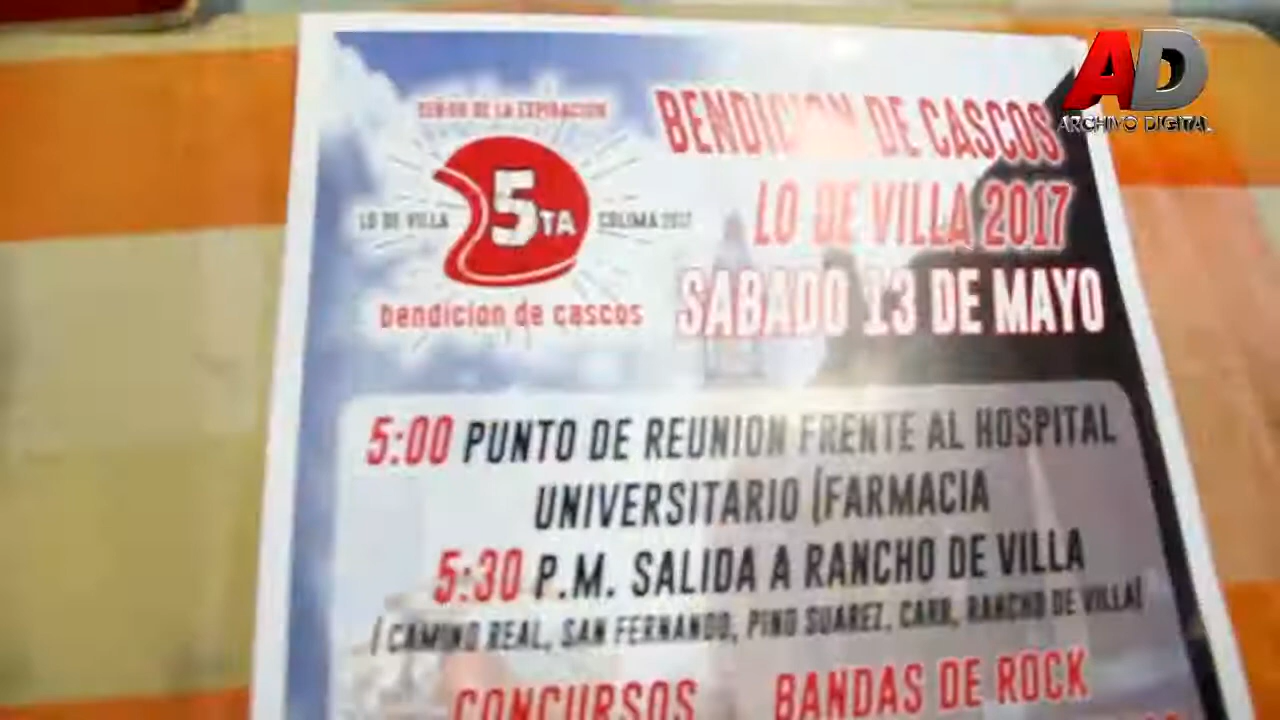 AD
ARCHIVO DIGITAL
SEÑOR DE LA EXPIRACION
LO DE VILLA 5TA COLIMA 2017
bendicion de cascos
BENDICION DE CASCOS
LO DE VILLA 2017
SABADO 13 DE MAYO
5:00 PUNTO DE REUNION FRENTE AL HOSPITAL
UNIVERSITARIO (FARMACIA
5:30 P.M. SALIDA A RANCHO DE VILLA
( CAMINO REAL, SAN FERNANDO, PINO SUAREZ, CARR, RANCHO DE VILLA)
CONCURSOS BANDAS DE ROCK